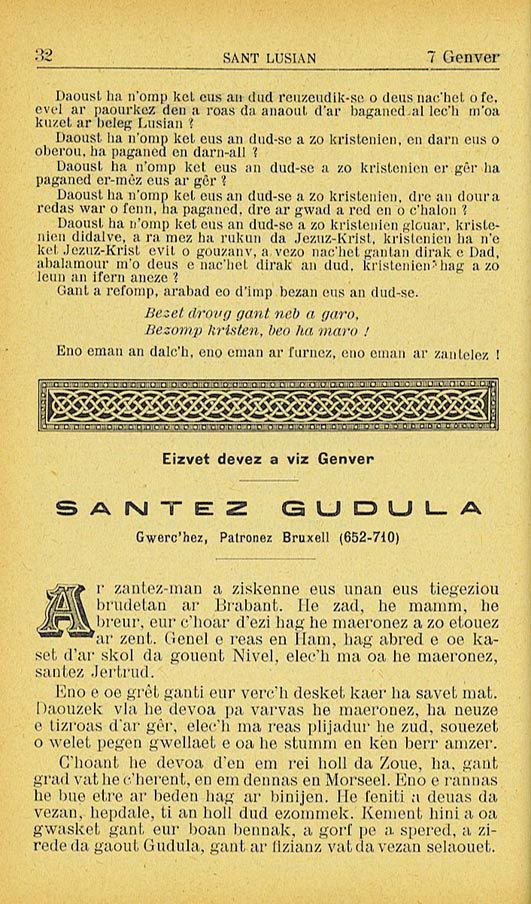 32 SANT LUSIAN 7 Genver
Daoust ha n'omp ket eus an dud reuzeudik-se o deus nac'het o fe,
evel ar paourkez den a roas da anaout d'ar baganed al lec'h m'oa
kuzet ar beleg Lusian ?
Daoust ha n'omp ket eus an dud-se a zo kristenien, en darn eus o
oberou, ha paganed en darn-all ?
Daoust ha n'omp ket eus an dud-se a zo kristenien er gêr ha
paganed er-mêz eus ar gêr ?
Daoust ha n'omp ket eus an dud-se a zo kristenien, dre an dour a
redas war o fenn, ha paganed, dre ar gwad a red en o c'halon ?
Daoust ha n'omp ket eus an dud-se a zo kristenien glouar, kriste-
nien didalve, a ra mez ha rukun da Jezuz-Krist, kristenien ha n'e
ket Jezuz-Krist evit o gouzanv, a vezo nac'het gantan dirak e Dad,
abalamour m'o deus e nac'het dirak an dud, kristenien hag a zo
leun an ifern aneze ?
Gant a refomp, arabad eo d'imp bezan eus an dud-se.
Bezet droug gant neb a garo,
Bezomp kristen, beo ha maro !
Eno eman an dalc'h, eno eman ar furnez, eno eman ar zantelez !
Eizvet devez a viz Genver
SANTEZ GUDULA
Gwerc'hez, Patronez Bruxell (652-710)
Ar zantez-man a ziskenne eus unan eus tiegeziou
brudetan ar Brabant. He zad, he mamm, he
breur, eur c'hoar d'ezi hag he maeronez a zo etouez
ar zent. Genel e reas en Ham, hag abred e oe ka-
set d'ar skol da gouent Nivel, elec'h ma oa he maeronez,
santez Jertrud.
Eno e oe grêt ganti eur verc'h desket kaer ha savet mat.
Daouzek vla he devoa pa varvas he maeronez, ha neuze
e tizroas d'ar gêr, elec'h ma reas plijadur he zud, souezet
o welet pegen gwellaet e oa he stumm en ken berr amzer.
C'hoant he devoa d'en em rei holl da Zoue, ha, gant
grad vat he c'herent, en em dennas en Morseel. Eno e rannas
he bue etre ar beden hag ar binijen. He feniti a deuas da
vezan, hepdale, ti an holl dud ezommek. Kement hini a oa
gwasket gant eur boan bennak, a gorf pe a spered, a zi-
rede da gaout Gudula, gant ar fizianz vat da vezan selaouet.